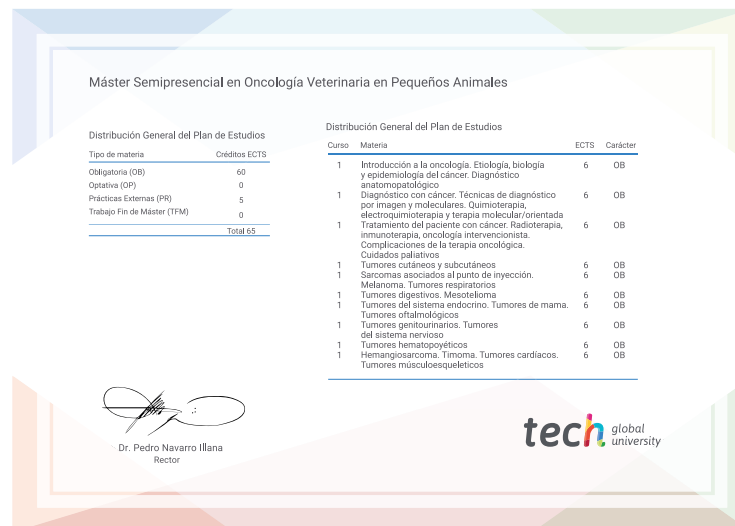 Máster Semipresencial en Oncología Veterinaria en Pequeños Animales
Distribución General del Plan de Estudios
Tipo de materia Créditos ECTS
Obligatoria (OB) 60
Optativa (OP) 0
Prácticas Externas (PR) 5
Trabajo Fin de Máster (TFM) 0
Total 65
Distribución General del Plan de Estudios
Curso Materia ECTS Carácter
1 Introducción a la oncología. Etiología, biología 6 OB
y epidemiología del cáncer. Diagnóstico
anatomopatológico
1 Diagnóstico con cáncer. Técnicas de diagnóstico 6 OB
por imagen y moleculares. Quimioterapia,
electroquimioterapia y terapia molecular/orientada
1 Tratamiento del paciente con cáncer. Radioterapia, 6 OB
inmunoterapia, oncología intervencionista.
Complicaciones de la terapia oncológica.
Cuidados paliativos
1 Tumores cutáneos y subcutáneos 6 OB
1 Sarcomas asociados al punto de inyección. 6 OB
Melanoma. Tumores respiratorios
1 Tumores digestivos. Mesotelioma 6 OB
1 Tumores del sistema endocrino. Tumores de mama. 6 OB
Tumores oftalmológicos
1 Tumores genitourinarios. Tumores 6 OB
del sistema nervioso
1 Tumores hematopoyéticos 6 OB
1 Hemangiosarcoma. Timoma. Tumores cardíacos. 6 OB
Tumores músculoesqueleticos
Dr. Pedro Navarro Illana
Rector
tech global
university